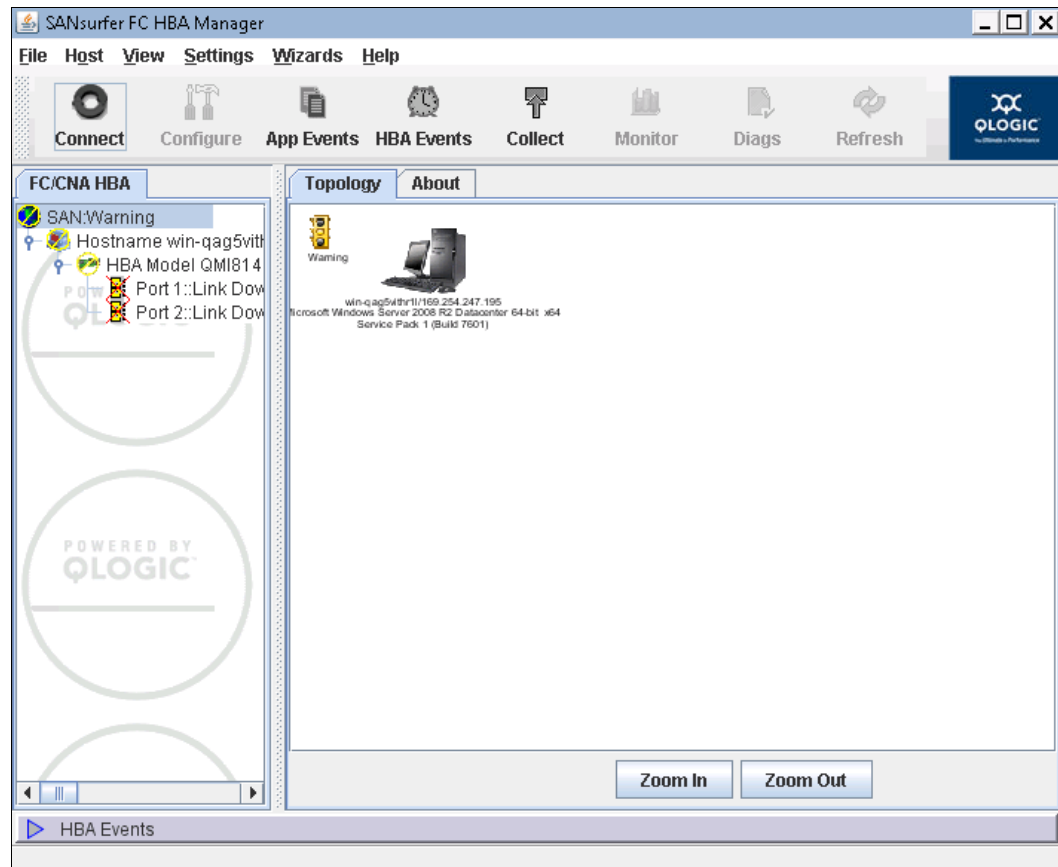 SANsurfer FC HBA Manager
File Host View Settings Wizards Help
Connect Configure App Events HBA Events Collect Monitor Diags Refresh
QLOGIC
FC/CNA HBA
Topology About
SAN:Warning
Hostname win-qag5vith
HBA Model QMI814
Port 1::Link Dow
Port 2::Link Dow
Warning
win-qag5vithr1l/169.254.247.195
icrosoft Windows Server 2008 R2 Datacenter 64-bit x64
Service Pack 1 (Build 7601)
POWERED BY
QLOGIC
Zoom In Zoom Out
HBA Events